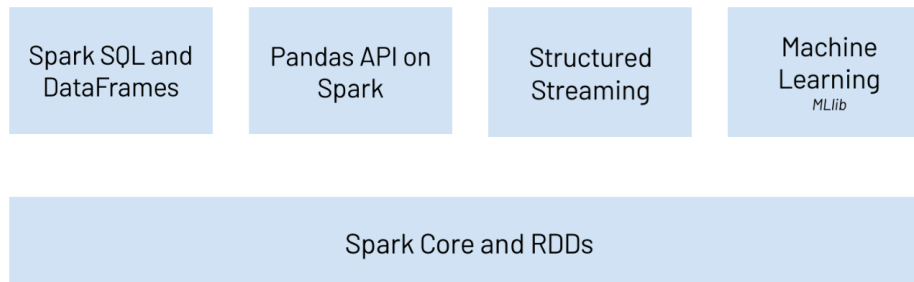 Spark SQL and
DataFrames
Pandas API on
Spark
Structured
Streaming
Machine
Learning
MLlib
Spark Core and RDDs